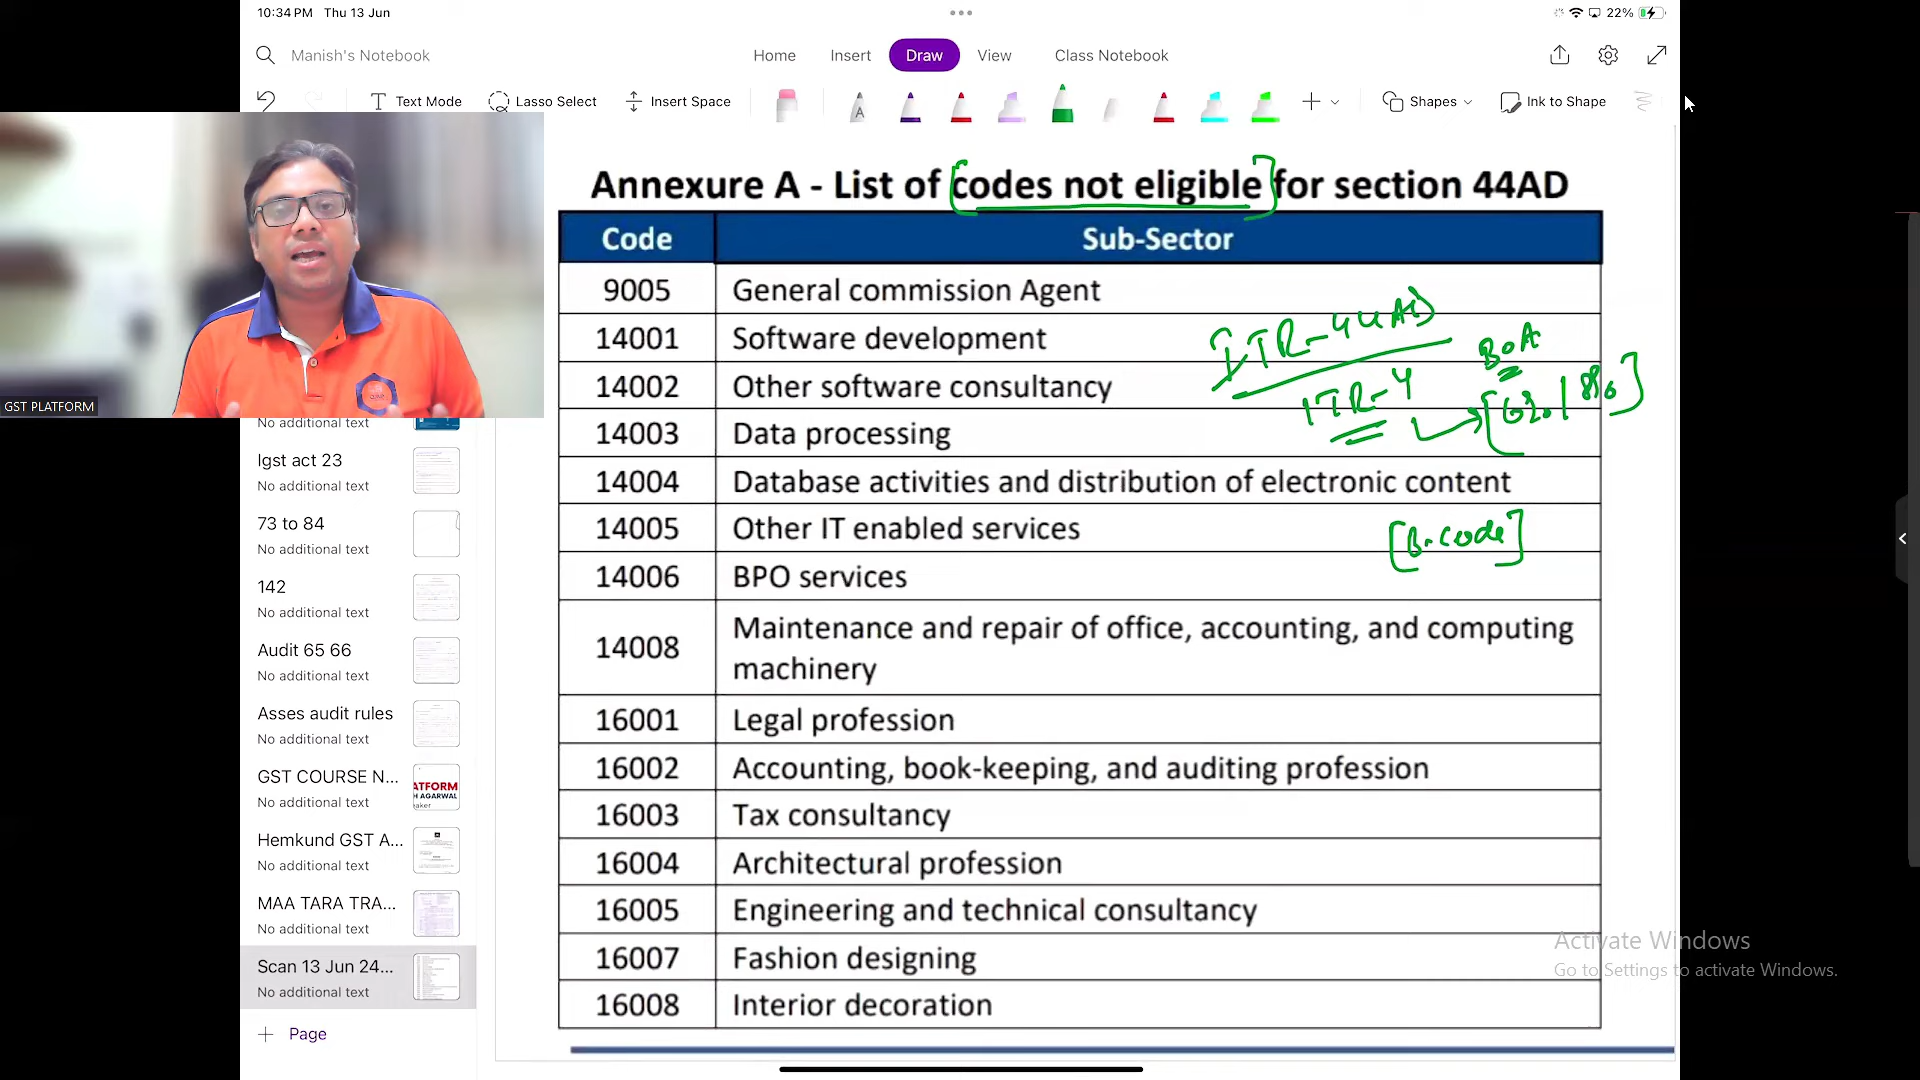 10:34 PM Thu 13 Jun
22%
Manish's Notebook
Home Insert Draw View Class Notebook
Text Mode Lasso Select Insert Space Shapes Ink to Shape
GST PLATFORM
No additional text
Igst act 23
No additional text
73 to 84
No additional text
142
No additional text
Audit 65 66
No additional text
Asses audit rules
No additional text
GST COURSE N...
No additional text
ATFORM
H AGARWAL
Hemkund GST A...
No additional text
MAA TARA TRA...
No additional text
Scan 13 Jun 24...
No additional text
Page
Annexure A - List of codes not eligible for section 44AD
Code Sub-Sector
9005 General commission Agent
14001 Software development
14002 Other software consultancy
14003 Data processing
14004 Database activities and distribution of electronic content
14005 Other IT enabled services
14006 BPO services
14008 Maintenance and repair of office, accounting, and computing
machinery
16001 Legal profession
16002 Accounting, book-keeping, and auditing profession
16003 Tax consultancy
16004 Architectural profession
16005 Engineering and technical consultancy
16007 Fashion designing
16008 Interior decoration
ITR-44AD
BOA
ITR-4
[6% / 8%]
[B.code]
Activate Windows
Go to Settings to activate Windows.